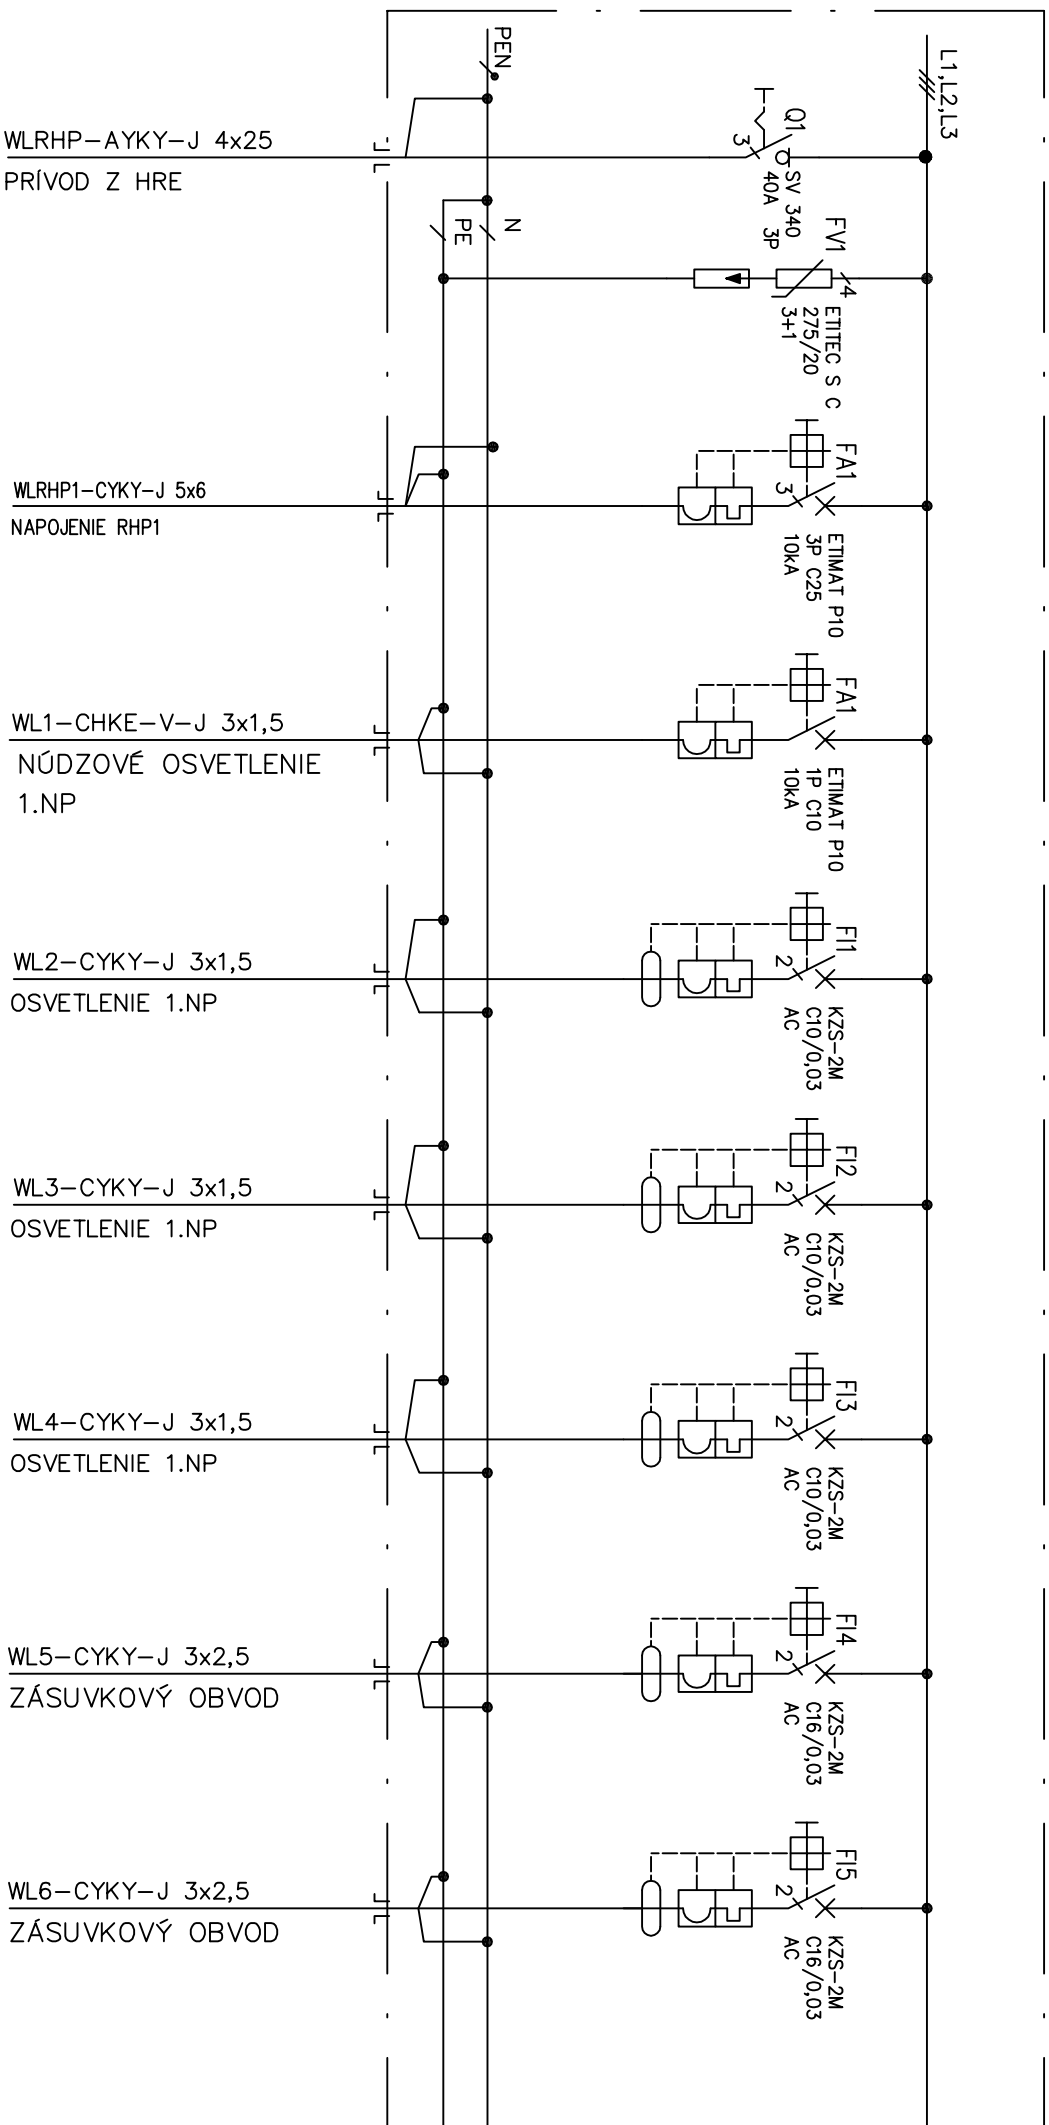 PEN
L1,L2,L3
WLRHP-AYKY-J 4x25
PRÍVOD Z HRE
Q1
3
SV 340
40A 3P
PE
N
FV1
4
ETITEC S C
275/20
3+1
WLRHP1-CYKY-J 5x6
NAPOJENIE RHP1
FA1
3
ETIMAT P10
3P C25
10kA
WL1-CHKE-V-J 3x1,5
NÚDZOVÉ OSVETLENIE
1.NP
FA1
ETIMAT P10
1P C10
10kA
WL2-CYKY-J 3x1,5
OSVETLENIE 1.NP
FI1
2
KZS-2M
C10/0,03
AC
WL3-CYKY-J 3x1,5
OSVETLENIE 1.NP
FI2
2
KZS-2M
C10/0,03
AC
WL4-CYKY-J 3x1,5
OSVETLENIE 1.NP
FI3
2
KZS-2M
C10/0,03
AC
WL5-CYKY-J 3x2,5
ZÁSUVKOVÝ OBVOD
FI4
2
KZS-2M
C16/0,03
AC
WL6-CYKY-J 3x2,5
ZÁSUVKOVÝ OBVOD
FI5
2
KZS-2M
C16/0,03
AC